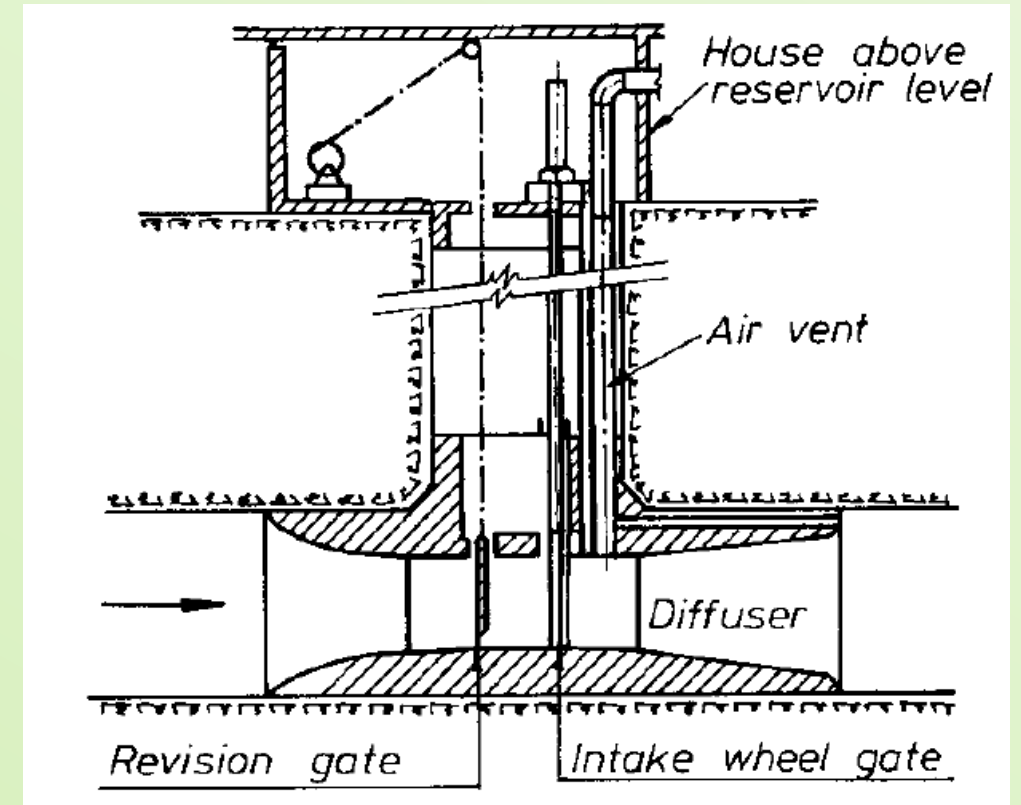 House above
reservoir level
Air vent
Diffuser
Revision gate
Intake wheel gate